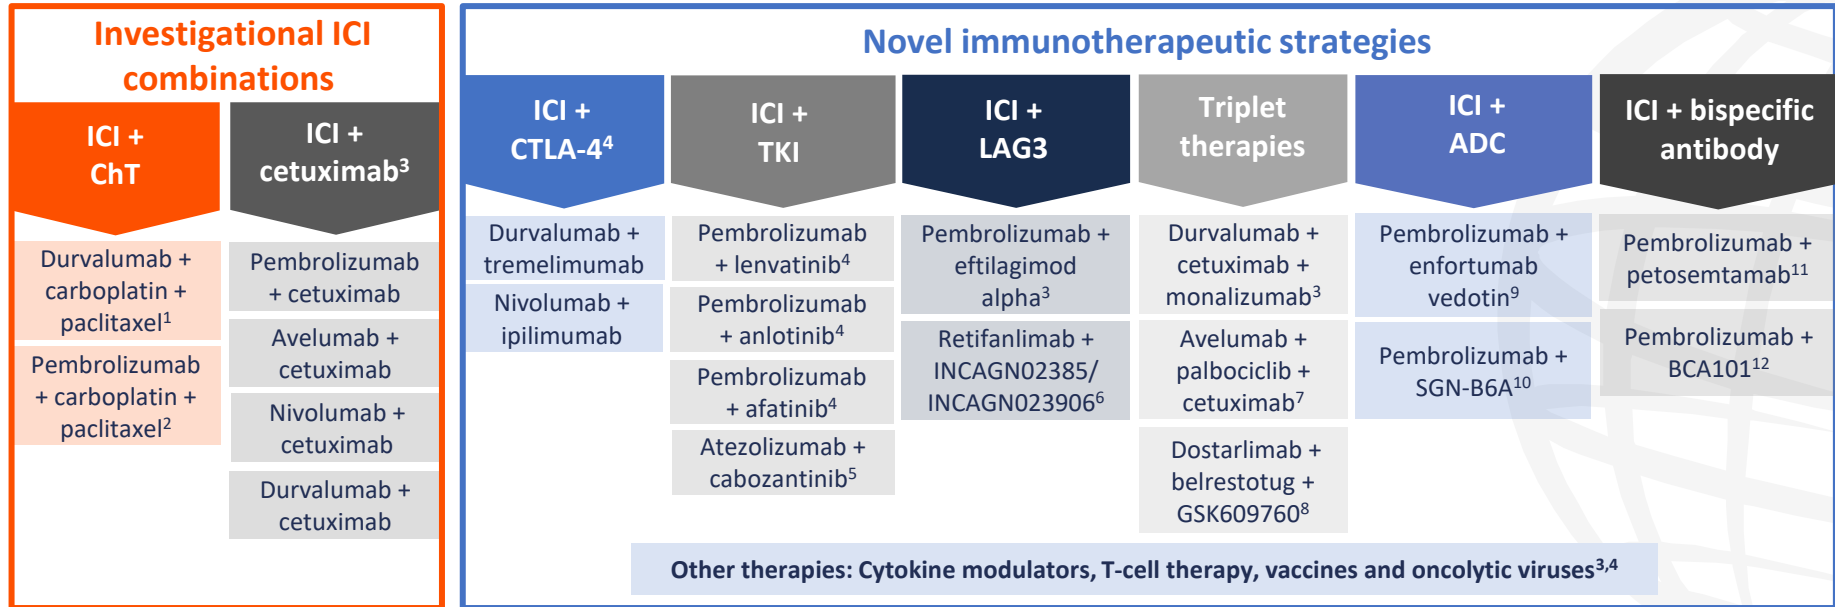 Investigational ICI
combinations
ICI +
ChT
Durvalumab +
carboplatin +
paclitaxel1
Pembrolizumab
+ carboplatin +
paclitaxel2
ICI +
cetuximab3
Pembrolizumab
+ cetuximab
Avelumab +
cetuximab
Nivolumab +
cetuximab
Durvalumab +
cetuximab
Novel immunotherapeutic strategies
ICI +
CTLA-44
Durvalumab +
tremelimumab
Nivolumab +
ipilimumab
ICI +
TKI
Pembrolizumab
+ lenvatinib4
Pembrolizumab
+ anlotinib4
Pembrolizumab
+ afatinib4
Atezolizumab +
cabozantinib5
ICI +
LAG3
Pembrolizumab +
eftilagimod
alpha3
Retifanlimab +
INCAGN02385/
INCAGN023906
Triplet
therapies
Durvalumab +
cetuximab +
monalizumab3
Avelumab +
palbociclib +
cetuximab7
Dostarlimab +
belrestotug +
GSK6097608
ICI +
ADC
Pembrolizumab +
enfortumab
vedotin9
Pembrolizumab +
SGN-B6A10
ICI + bispecific
antibody
Pembrolizumab +
petosemtamab11
Pembrolizumab +
BCA10112
Other therapies: Cytokine modulators, T-cell therapy, vaccines and oncolytic viruses3,4